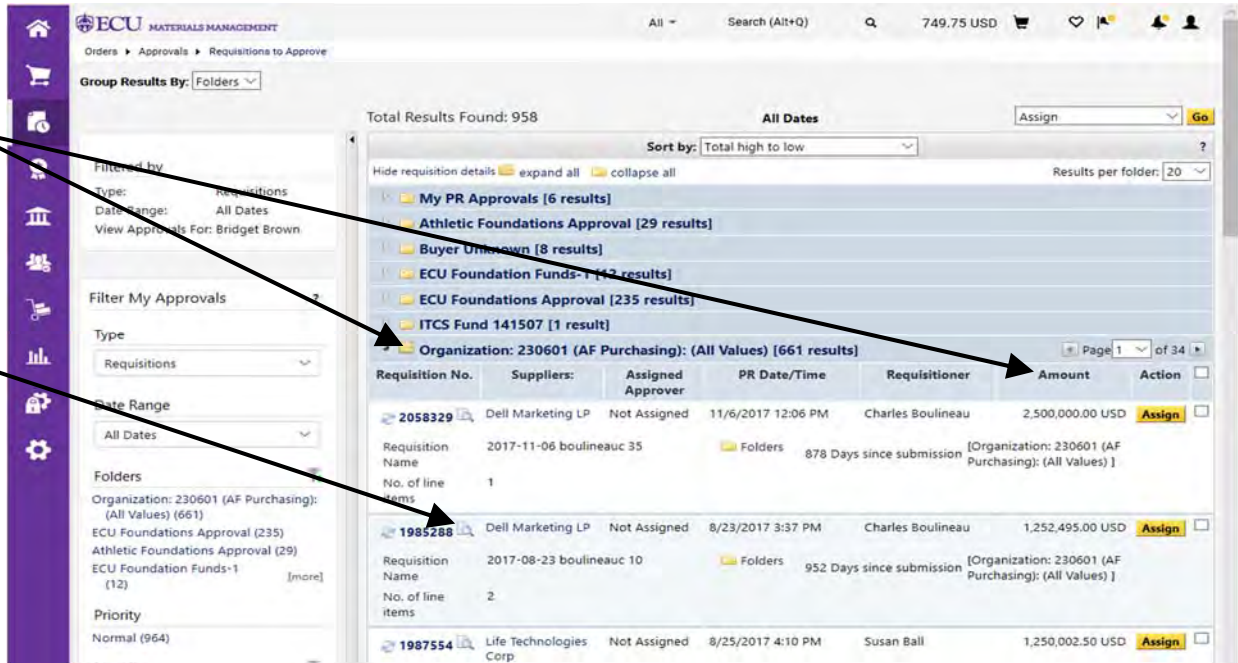 ECU MATERIALS MANAGEMENT All Search (Alt+Q) 749.75 USD
Orders ▸ Approvals ▸ Requisitions to Approve
Group Results By: Folders
Total Results Found: 958 All Dates Assign Go
Sort by: Total high to low ?
Filtered by
Type: Requisitions
Date Range: All Dates
View Approvals For: Bridget Brown
Filter My Approvals ?
Type
Requisitions
Date Range
All Dates
Folders
Organization: 230601 (AF Purchasing):
(All Values) (661)
ECU Foundations Approval (235)
Athletic Foundations Approval (29)
ECU Foundation Funds-1
(12) [more]
Priority
Normal (964)
Hide requisition details expand all collapse all Results per folder: 20
My PR Approvals [6 results]
Athletic Foundations Approval [29 results]
Buyer Unknown [8 results]
ECU Foundation Funds-1 [12 results]
ECU Foundations Approval [235 results]
ITCS Fund 141507 [1 result]
Organization: 230601 (AF Purchasing): (All Values) [661 results] Page 1 of 34
Requisition No. Suppliers: Assigned Approver PR Date/Time Requisitioner Amount Action
2058329 Dell Marketing LP Not Assigned 11/6/2017 12:06 PM Charles Boulineau 2,500,000.00 USD Assign
Requisition Name 2017-11-06 boulineauc 35 Folders 878 Days since submission [Organization: 230601 (AF Purchasing): (All Values) ]
No. of line items 1
1985288 Dell Marketing LP Not Assigned 8/23/2017 3:37 PM Charles Boulineau 1,252,495.00 USD Assign
Requisition Name 2017-08-23 boulineauc 10 Folders 952 Days since submission [Organization: 230601 (AF Purchasing): (All Values) ]
No. of line items 2
1987554 Life Technologies Corp Not Assigned 8/25/2017 4:10 PM Susan Ball 1,250,002.50 USD Assign